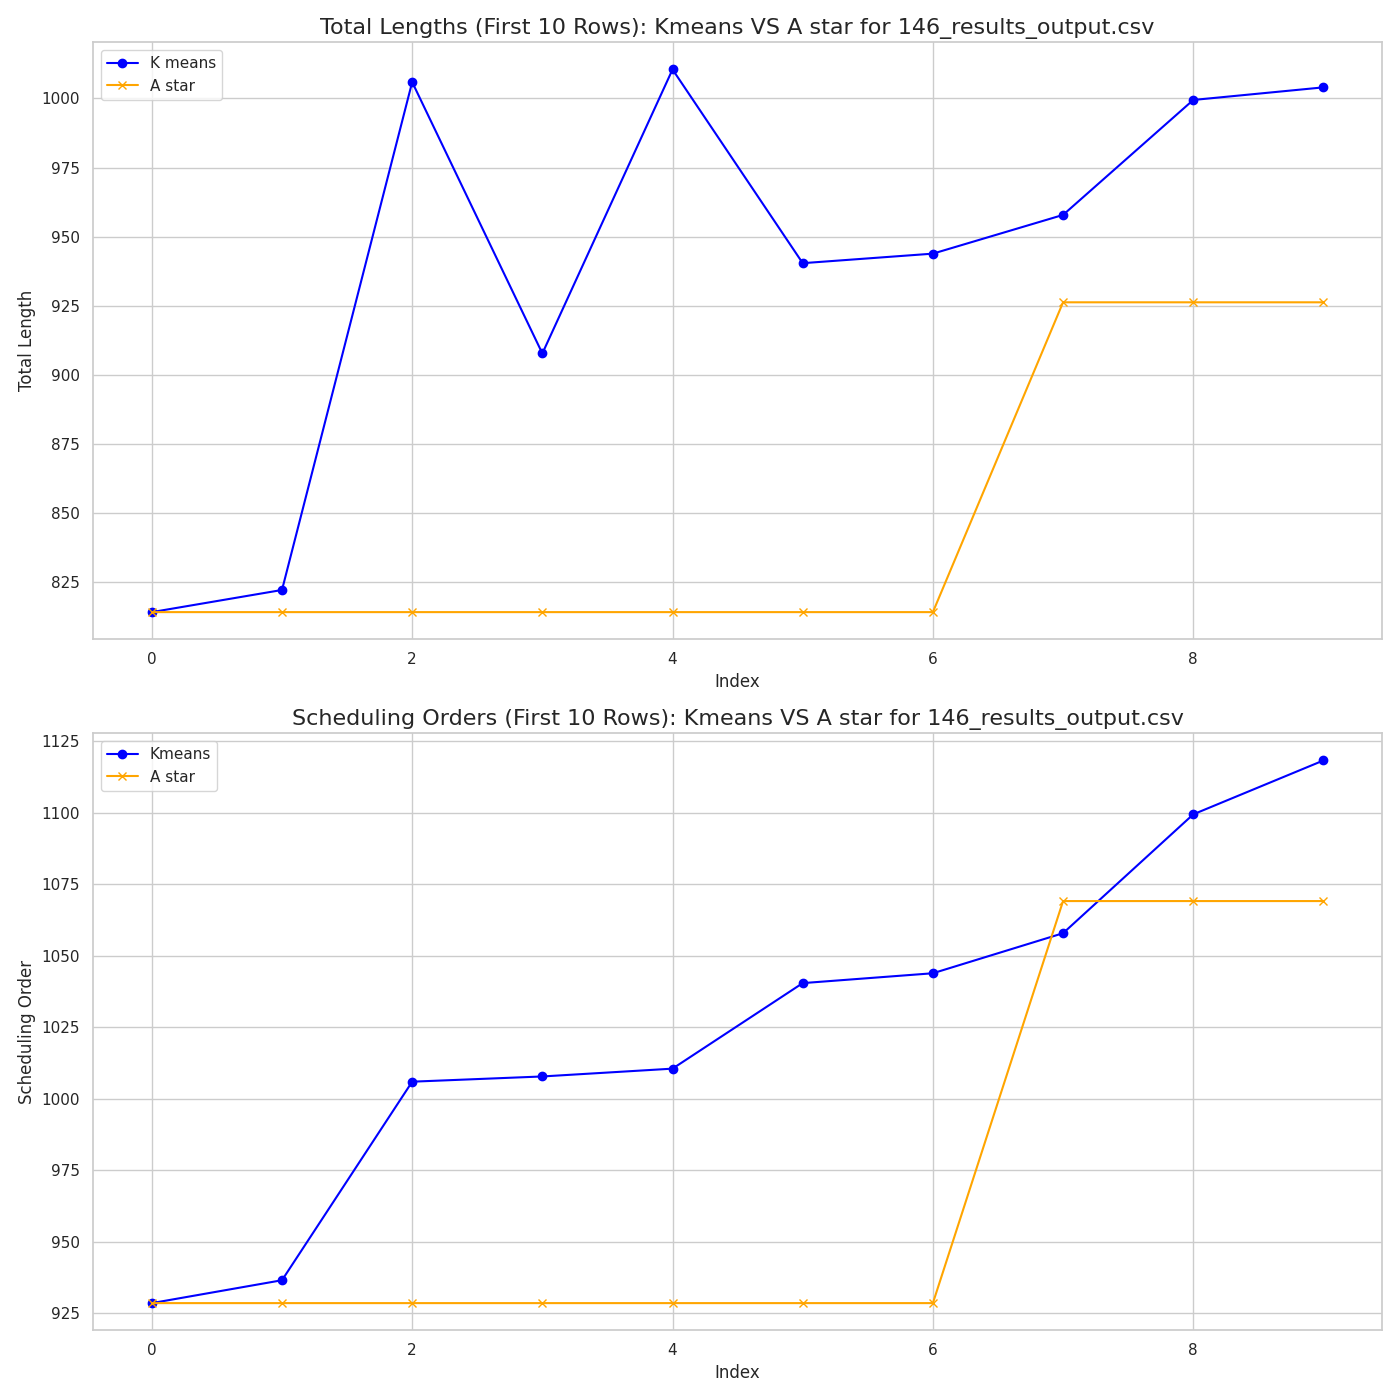 Total Lengths (First 10 Rows): Kmeans VS A star for 146_results_output.csv
K means
A star
1000
975
950
925
900
875
850
825
Total Length
0 2 4 6 8
Index
Scheduling Orders (First 10 Rows): Kmeans VS A star for 146_results_output.csv
Kmeans
A star
1125
1100
1075
1050
1025
1000
975
950
925
Scheduling Order
0 2 4 6 8
Index